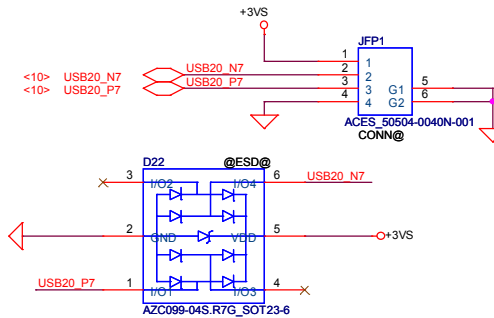 +3VS
JFP1
1 1
<10> USB20_N7 USB20_N7 2 2 G1 5
<10> USB20_P7 USB20_P7 3 3 G2 6
4 4
ACES_50504-0040N-001
CONN@
D22 @ESD@
3 I/O2 I/O4 6 USB20_N7
2 GND VDD 5 +3VS
USB20_P7 1 I/O1 I/O3 4
AZC099-04S.R7G_SOT23-6